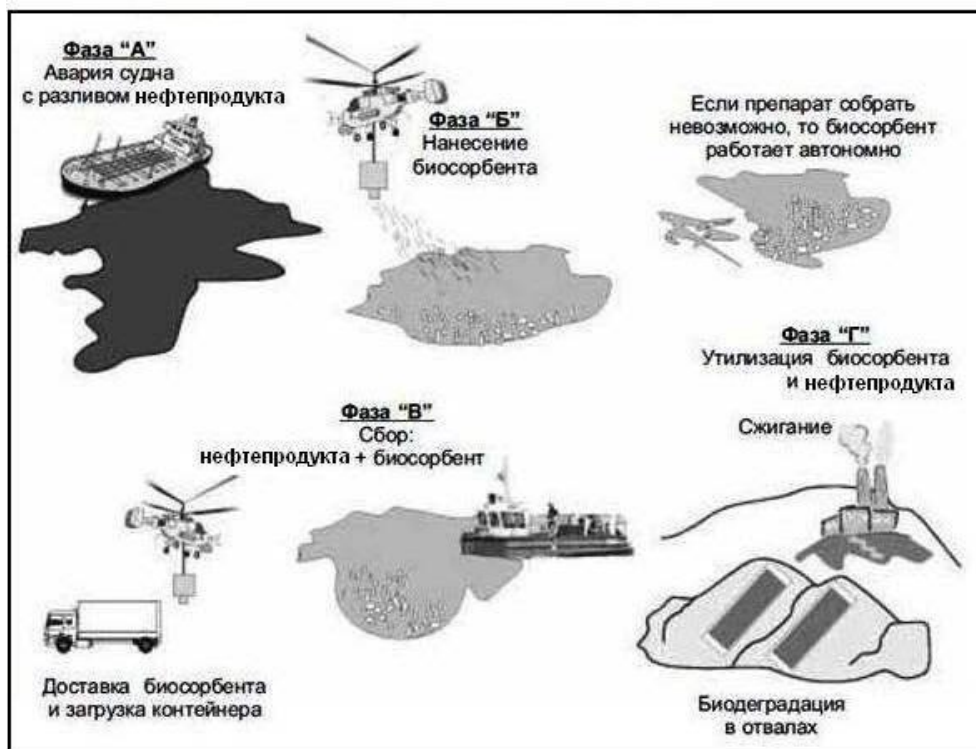 Фаза “А”
Авария судна
с разливом нефтепродукта
Фаза “Б”
Нанесение
биосорбента
Если препарат собрать
невозможно, то биосорбент
работает автономно
Фаза “В”
Сбор:
нефтепродукта + биосорбент
Фаза “Г”
Утилизация биосорбента
и нефтепродукта
Сжигание
Доставка биосорбента
и загрузка контейнера
Биодеградация
в отвалах